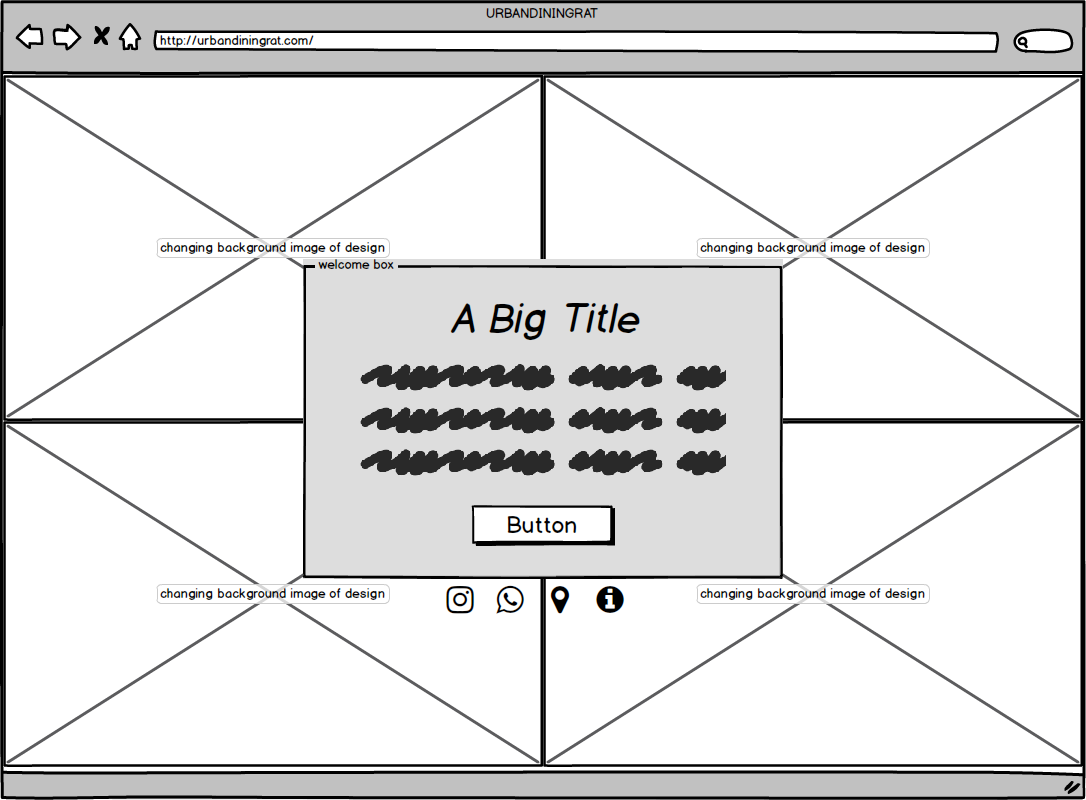 URBANDININGRAT
http://urbandiningrat.com/
changing background image of design
changing background image of design
welcome box
A Big Title
Button
changing background image of design
changing background image of design